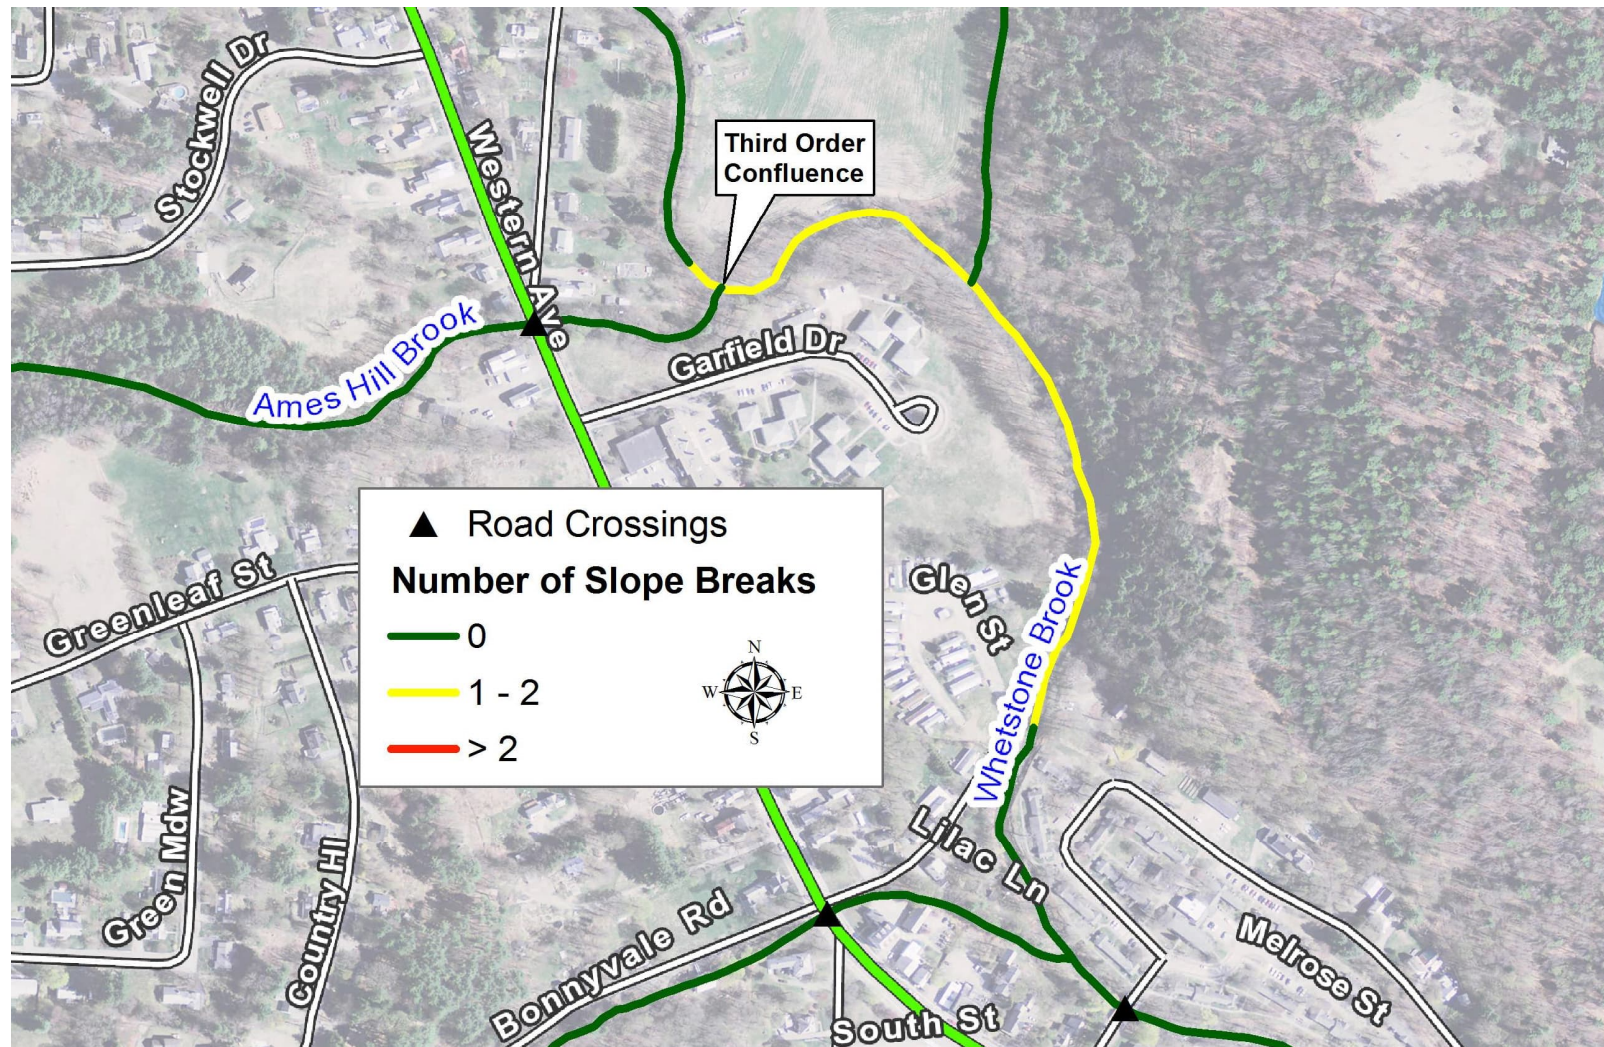 Stockwell Dr
Western Ave
Third Order
Confluence
Ames Hill Brook
Garfield Dr
Road Crossings
Number of Slope Breaks
0
1 - 2
> 2
N
W
E
S
Greenleaf St
Glen St
Whetstone Brook
Green Mdw
Country Hl
Lilac Ln
Bonnyvale Rd
Melrose St
South St